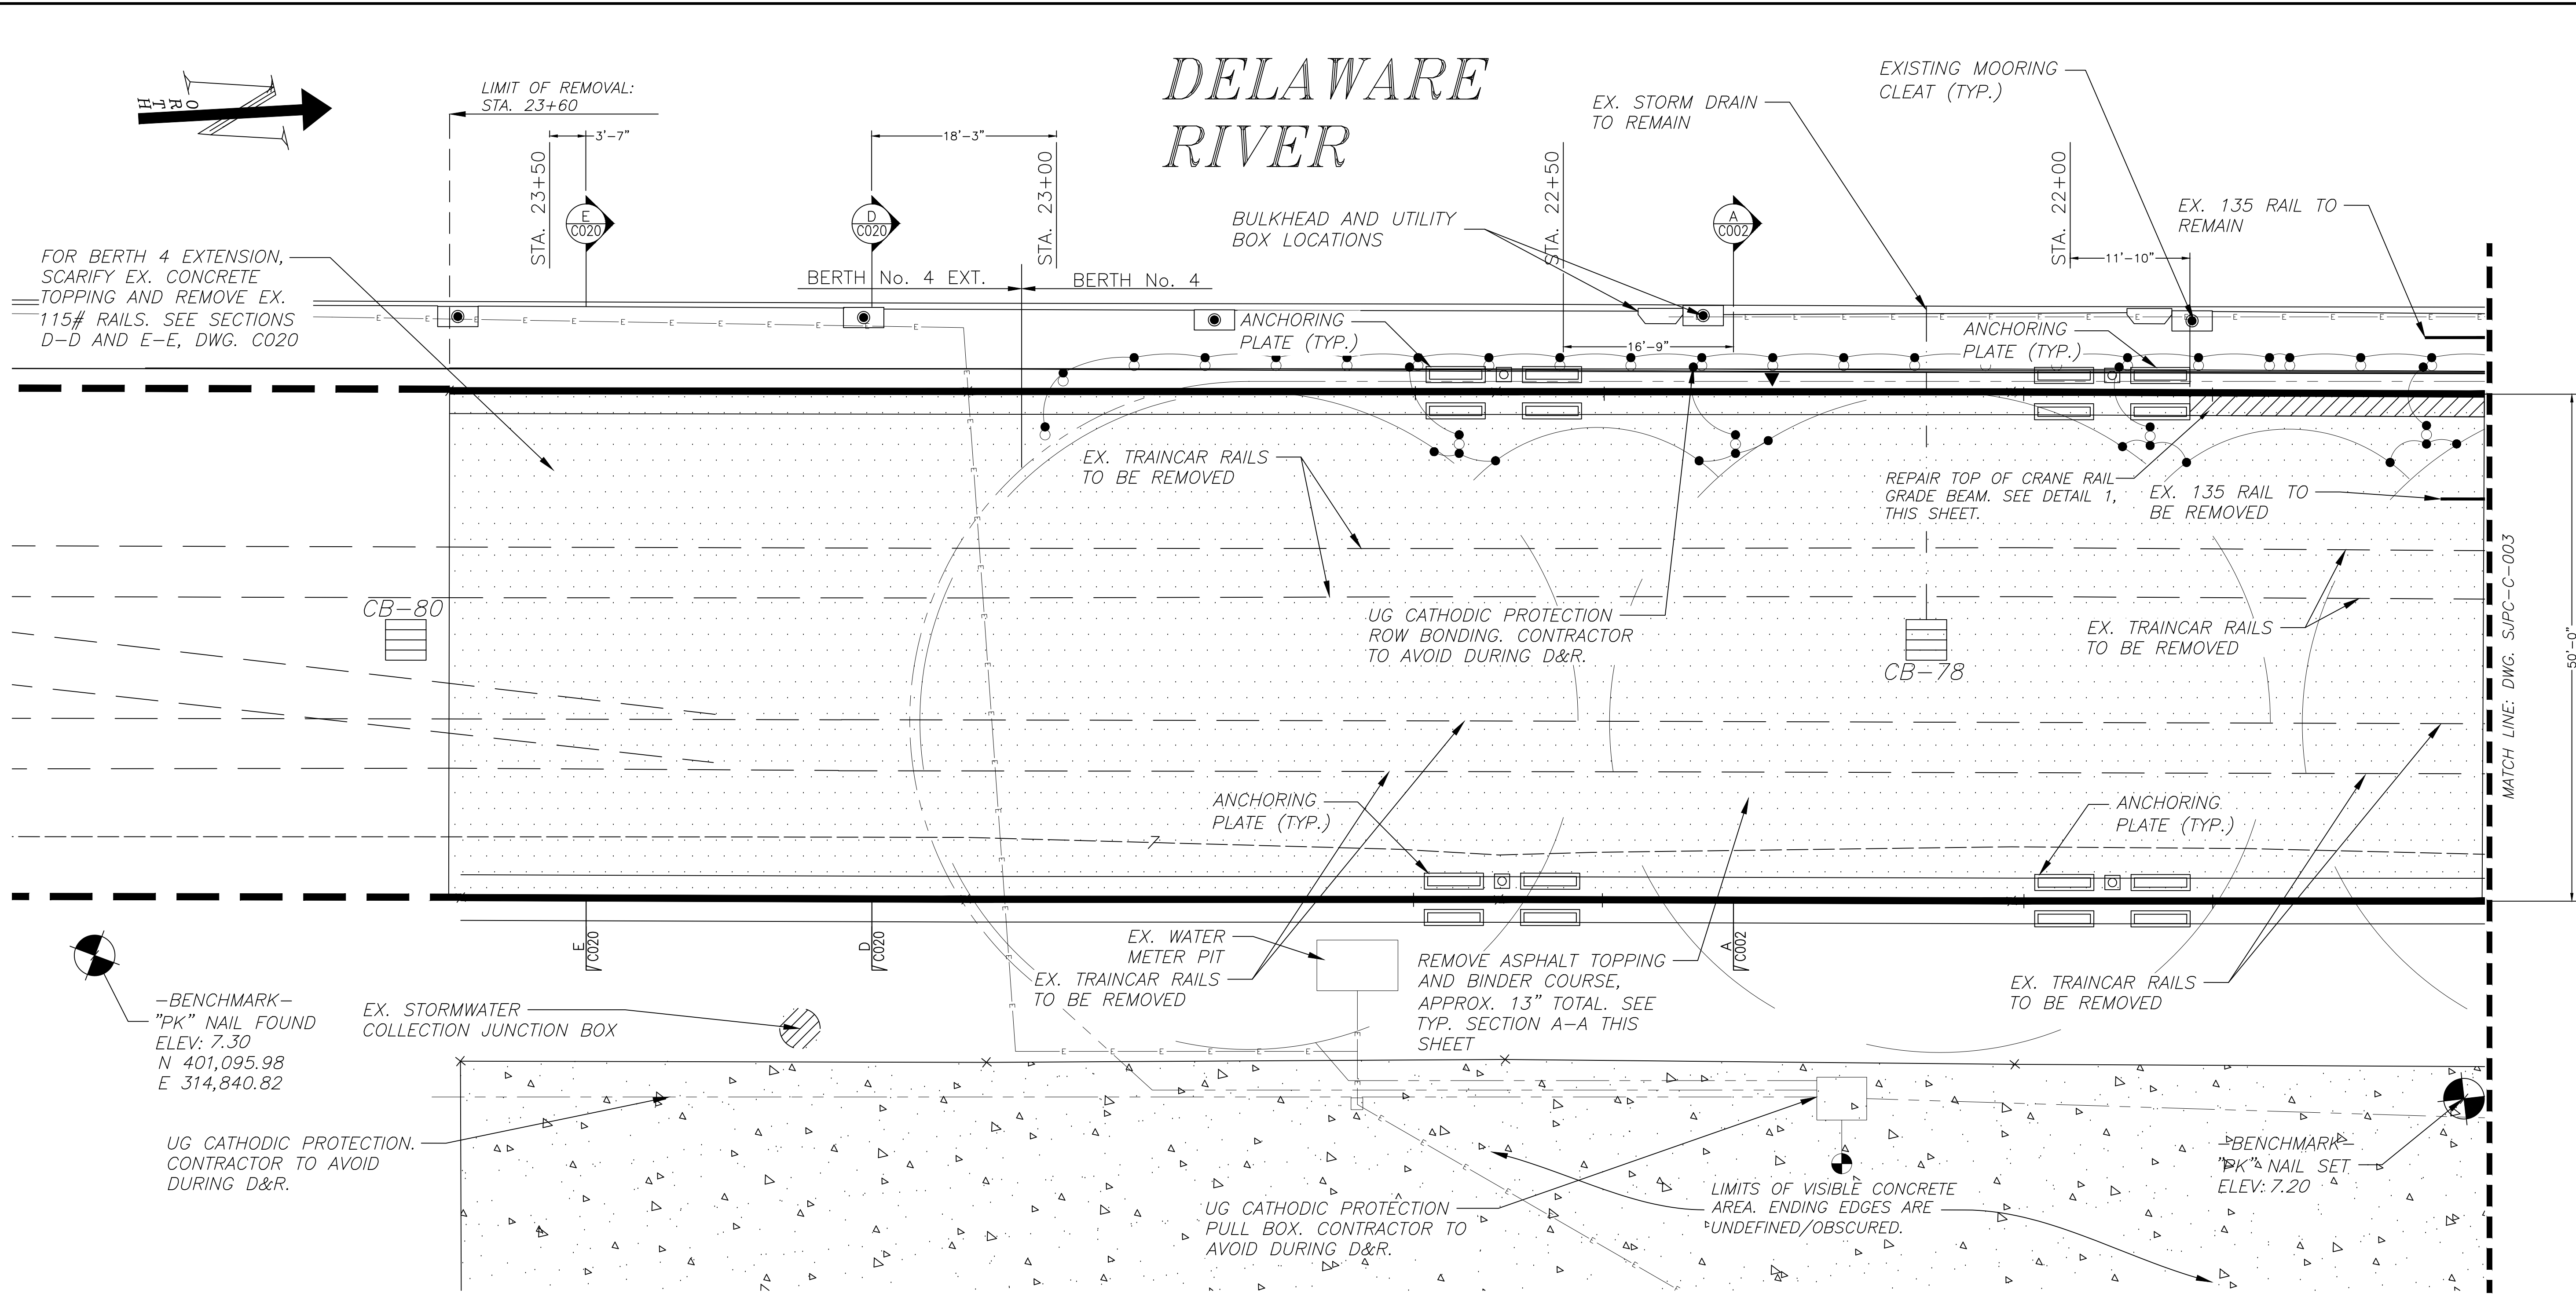 DELAWARE
RIVER
NORTH
LIMIT OF REMOVAL:
STA. 23+60
3'-7"
18'-3"
STA. 23+50
STA. 23+00
STA. 22+50
STA. 22+00
E
C020
D
C020
A
C002
EX. STORM DRAIN
TO REMAIN
EXISTING MOORING
CLEAT (TYP.)
BULKHEAD AND UTILITY
BOX LOCATIONS
EX. 135 RAIL TO
REMAIN
11'-10"
FOR BERTH 4 EXTENSION,
SCARIFY EX. CONCRETE
TOPPING AND REMOVE EX.
115# RAILS. SEE SECTIONS
D-D AND E-E, DWG. C020
BERTH No. 4 EXT.
BERTH No. 4
ANCHORING
PLATE (TYP.)
16'-9"
ANCHORING
PLATE (TYP.)
EX. TRAINCAR RAILS
TO BE REMOVED
REPAIR TOP OF CRANE RAIL
GRADE BEAM. SEE DETAIL 1,
THIS SHEET.
EX. 135 RAIL TO
BE REMOVED
CB-80
UG CATHODIC PROTECTION
ROW BONDING. CONTRACTOR
TO AVOID DURING D&R.
CB-78
EX. TRAINCAR RAILS
TO BE REMOVED
MATCH LINE: DWG. SJPC-C-003
50'-0"
ANCHORING
PLATE (TYP.)
ANCHORING
PLATE (TYP.)
7
E
C020
D
C020
A
C002
EX. WATER
METER PIT
EX. TRAINCAR RAILS
TO BE REMOVED
REMOVE ASPHALT TOPPING
AND BINDER COURSE,
APPROX. 13" TOTAL. SEE
TYP. SECTION A-A THIS
SHEET
EX. TRAINCAR RAILS
TO BE REMOVED
-BENCHMARK-
"PK" NAIL FOUND
ELEV: 7.30
N 401,095.98
E 314,840.82
EX. STORMWATER
COLLECTION JUNCTION BOX
UG CATHODIC PROTECTION.
CONTRACTOR TO AVOID
DURING D&R.
UG CATHODIC PROTECTION
PULL BOX. CONTRACTOR TO
AVOID DURING D&R.
LIMITS OF VISIBLE CONCRETE
AREA. ENDING EDGES ARE
UNDEFINED/OBSCURED.
-BENCHMARK-
"PK" NAIL SET
ELEV: 7.20